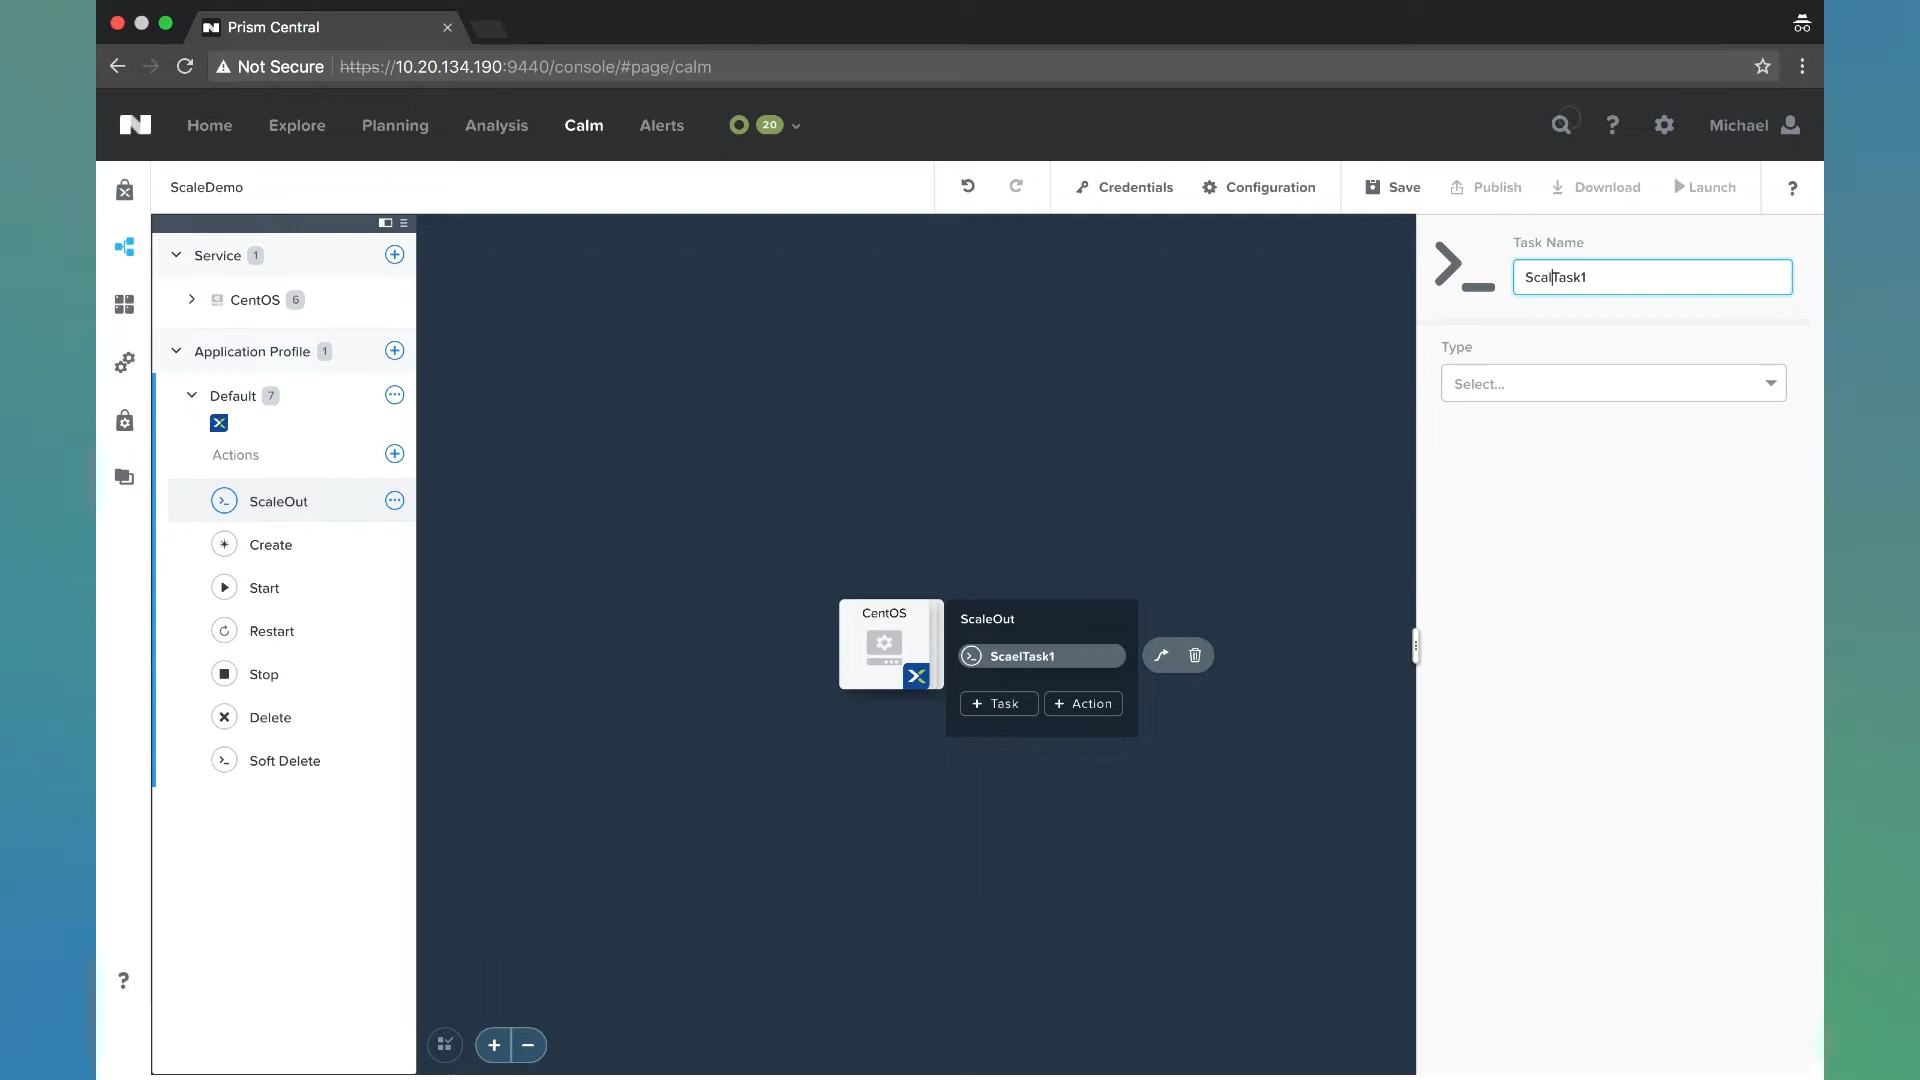 Prism Central
Not Secure https://10.20.134.190:9440/console/#page/calm
Home Explore Planning Analysis Calm Alerts 20 Michael
ScaleDemo Credentials Configuration Save Publish Download Launch ?
Service 1
CentOS 6
Application Profile 1
Default 7
Actions
ScaleOut
Create
Start
Restart
Stop
Delete
Soft Delete
CentOS
ScaleOut
ScaelTask1
+ Task + Action
Task Name
ScalTask1
Type
Select...